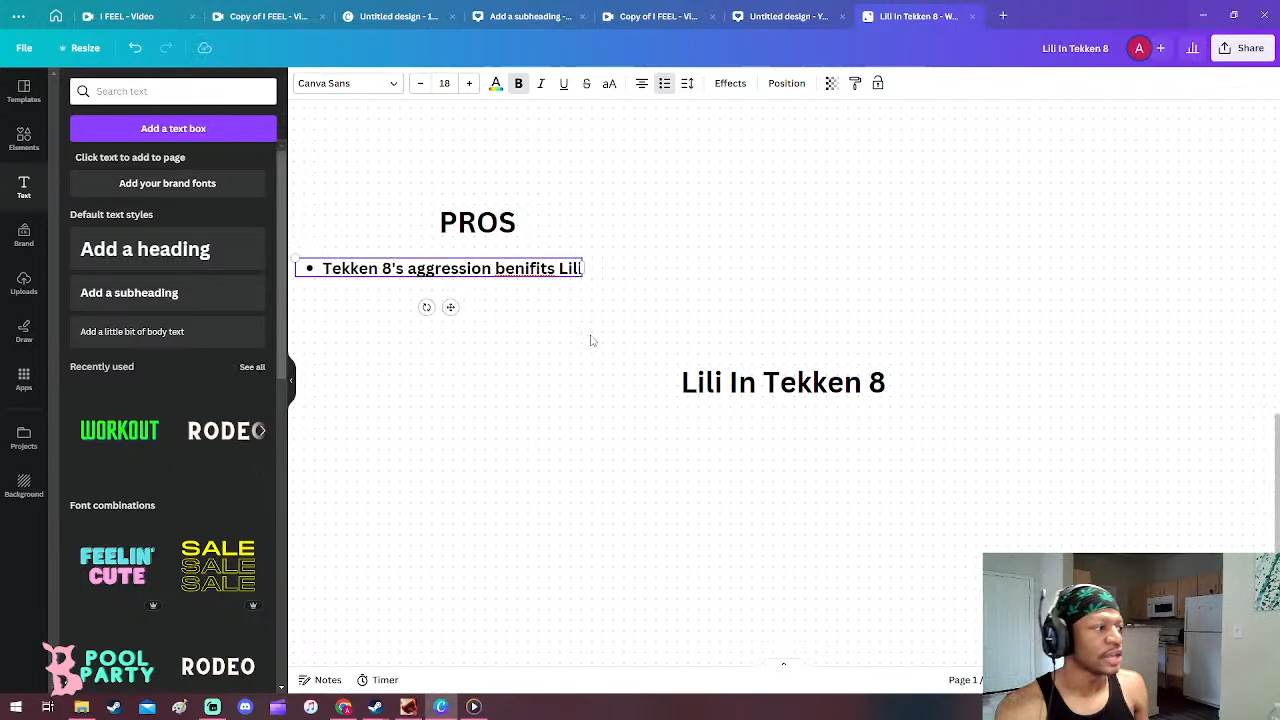 I FEEL - Video
Copy of I FEEL - Video
Untitled design - 1...
Add a subheading -...
Copy of I FEEL - Vi...
Untitled design - Y...
Lili In Tekken 8 - W...
File
Resize
Lili In Tekken 8
A
Share
Templates
Elements
Text
Brand
Uploads
Draw
Apps
Projects
Background
Search text
Add a text box
Click text to add to page
Add your brand fonts
Default text styles
Add a heading
Add a subheading
Add a little bit of body text
Recently used
See all
WORKOUT
RODEO
Font combinations
FEELIN'
CUTE
SALE
SALE
SALE
POOL
PARTY
RODEO
Canva Sans
18
A
B
I
U
S
aA
Effects
Position
PROS
• Tekken 8's aggression benifits Lili
Lili In Tekken 8
Notes
Timer
Page 1 /